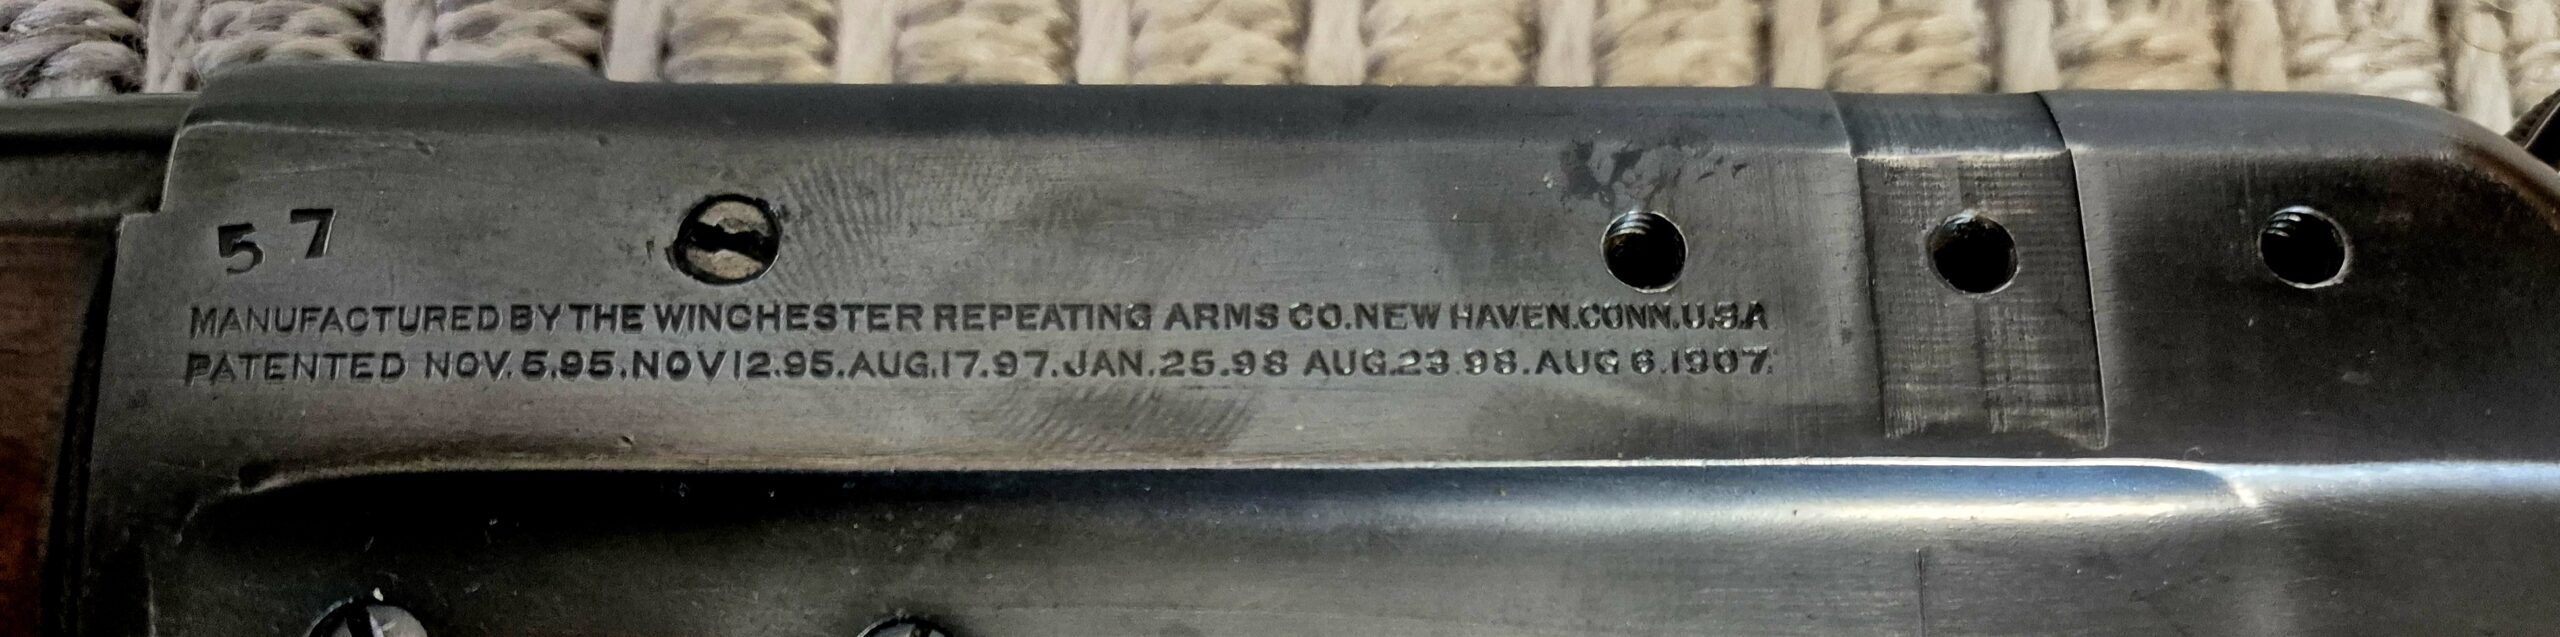 57
MANUFACTURED BY THE WINCHESTER REPEATING ARMS CO. NEW HAVEN. CONN. U.S.A
PATENTED NOV. 5.95. NOV 12.95. AUG. 17. 97. JAN. 25. 98 AUG. 23 98. AUG 6. 1907.